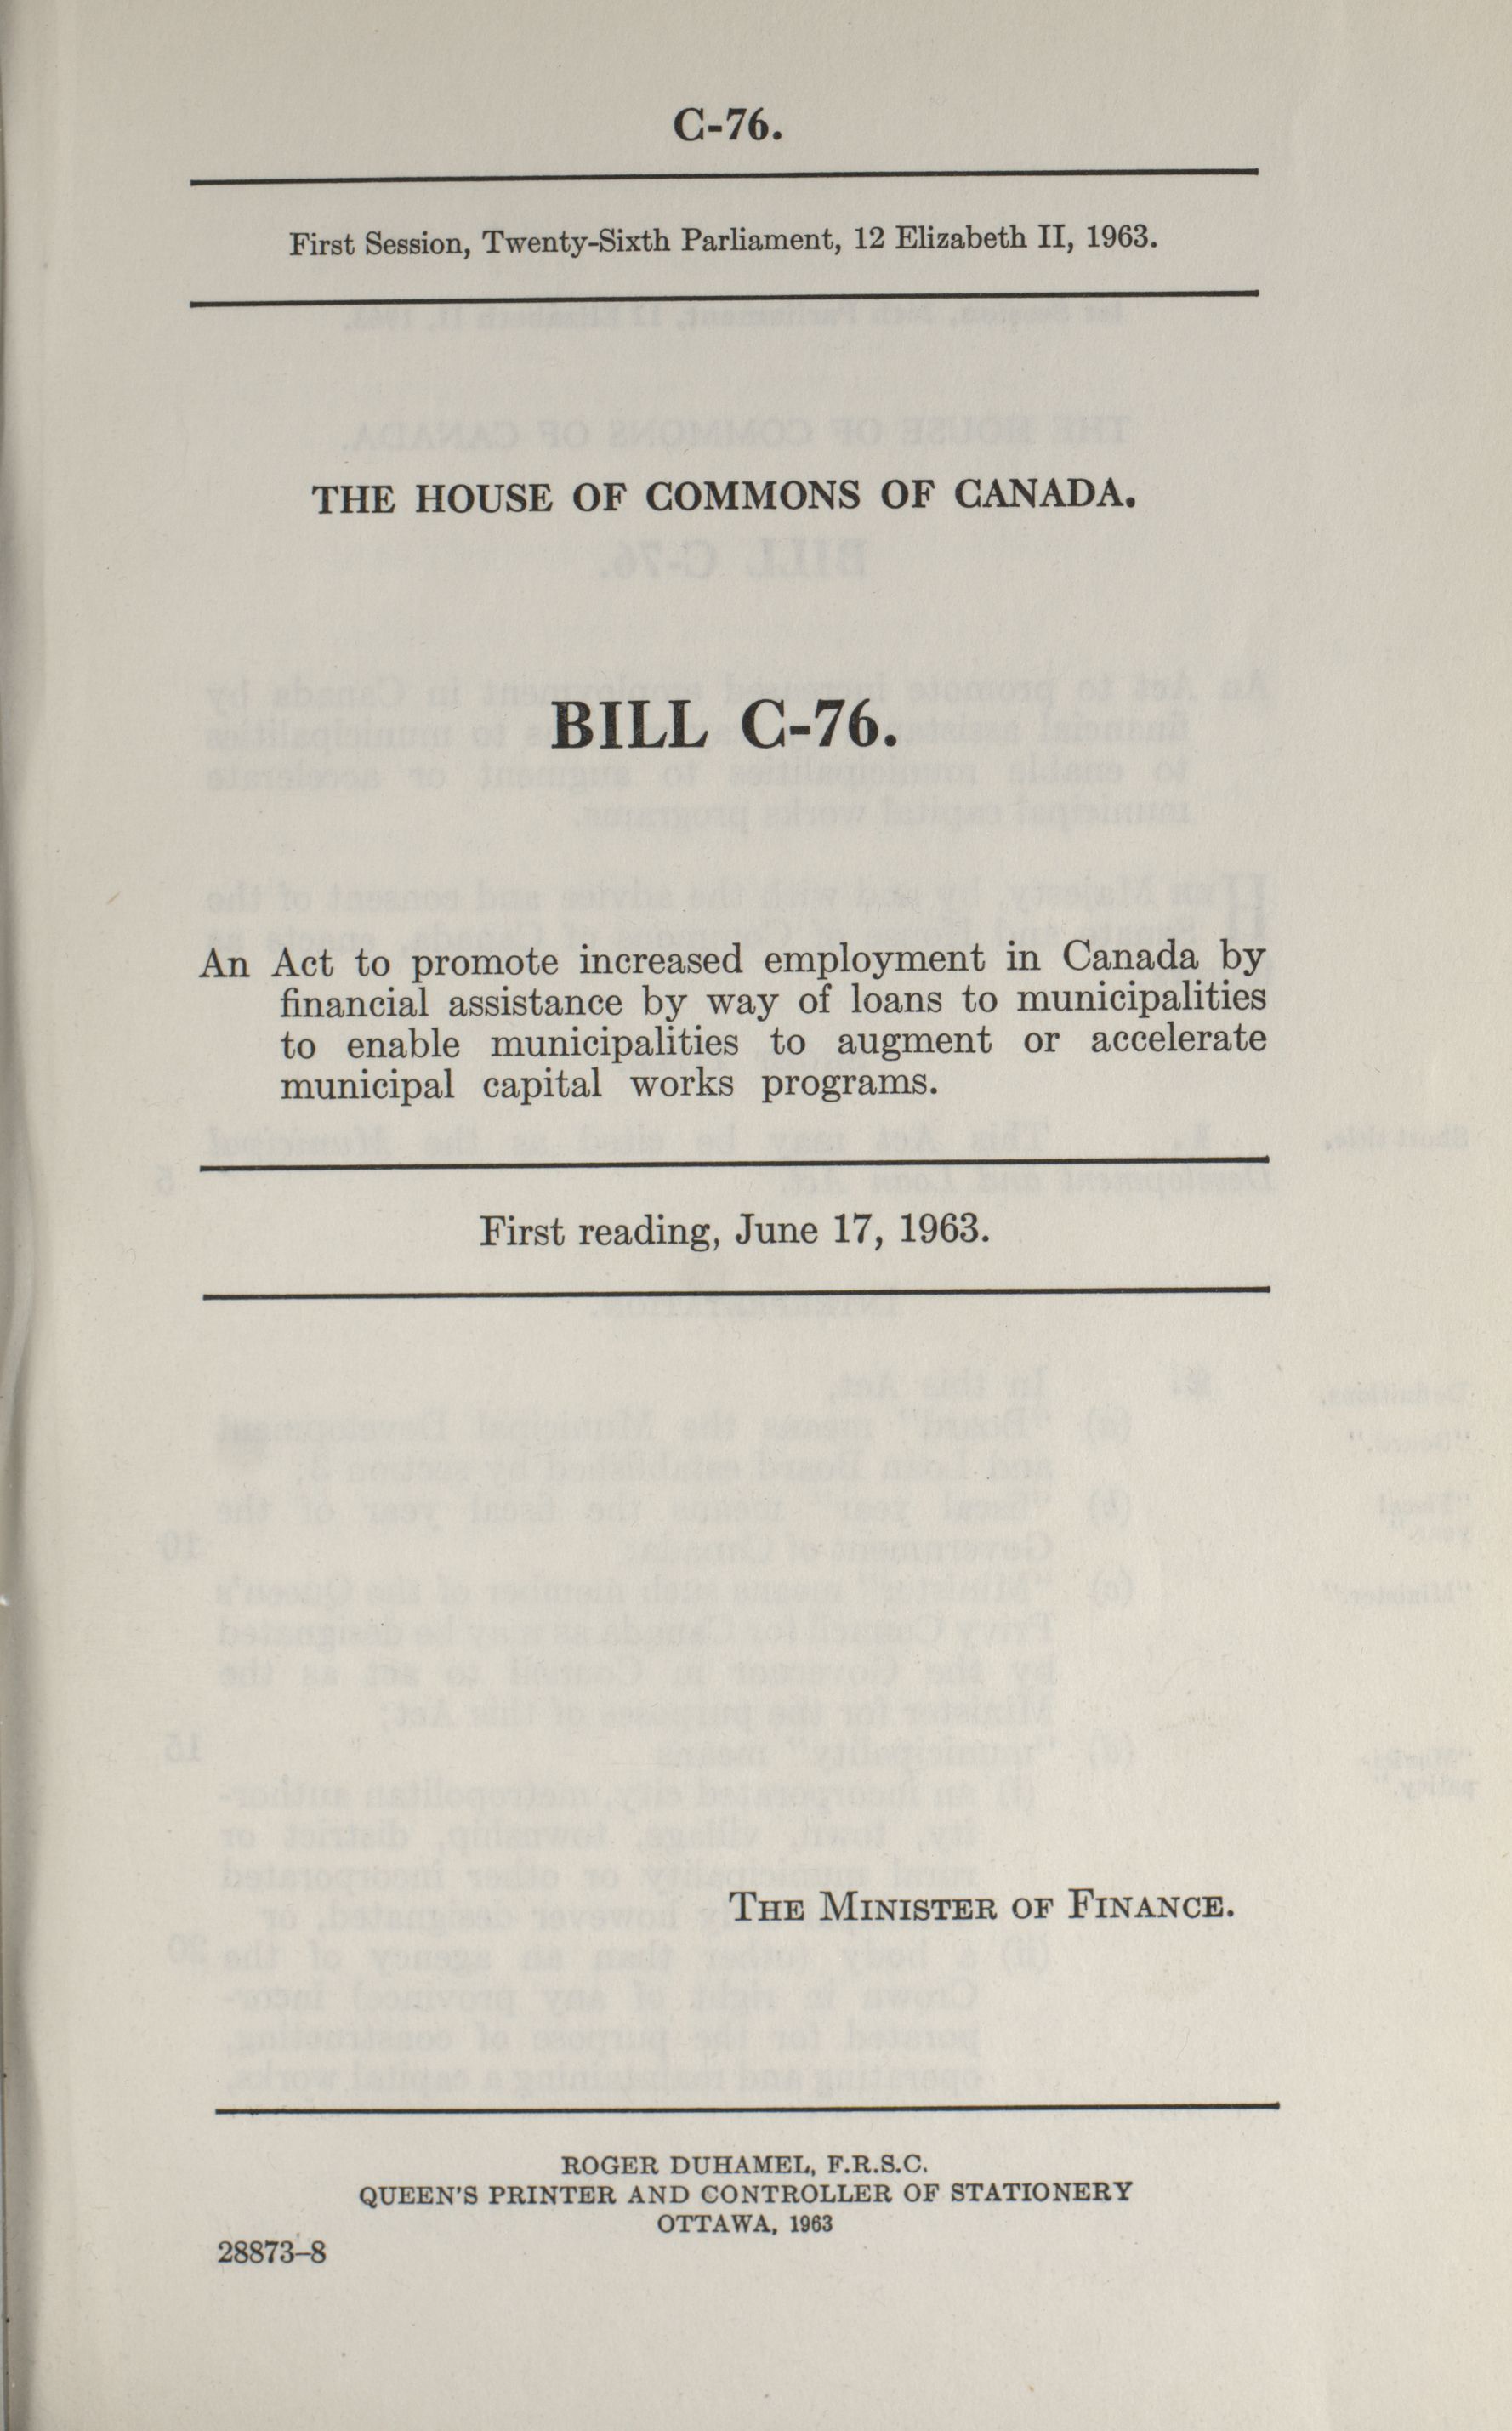 C-76.
First Session, Twenty-Sixth Parliament, 12 Elizabeth II, 1963.
THE HOUSE OF COMMONS OF CANADA.
BILL C-76.
An Act to promote increased employment in Canada by
financial assistance by way of loans to municipalities
to enable municipalities to augment or accelerate
municipal capital works programs.
First reading, June 17, 1963.
THE MINISTER OF FINANCE.
ROGER DUHAMEL, F.R.S.C.
QUEEN'S PRINTER AND CONTROLLER OF STATIONERY
OTTAWA, 1963
28873-8